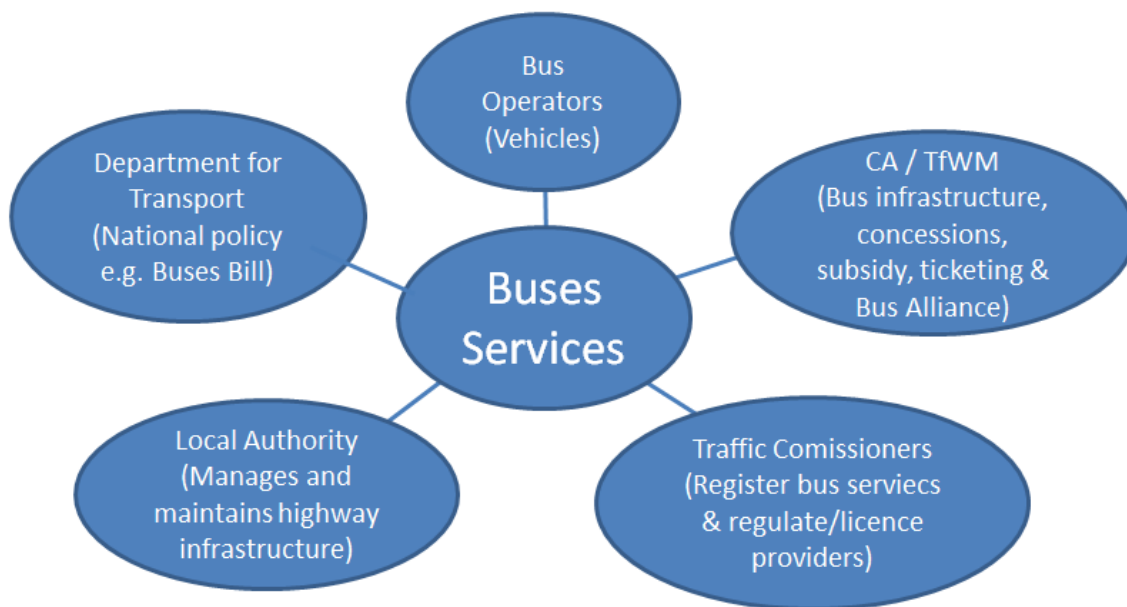 Bus
Operators
(Vehicles)
Department for
Transport
(National policy
e.g. Buses Bill)
CA / TfWM
(Bus infrastructure,
concessions,
subsidy, ticketing &
Bus Alliance)
Buses
Services
Local Authority
(Manages and
maintains highway
infrastructure)
Traffic Comissioners
(Register bus serviecs
& regulate/licence
providers)